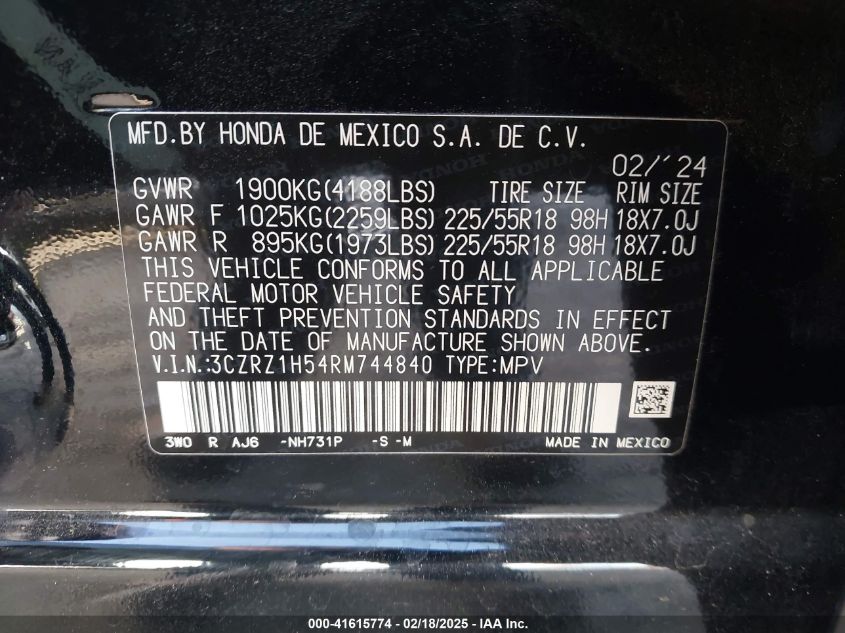 MFD.BY HONDA DE MEXICO S.A. DE C.V.
02/'24
GVWR 1900KG(4188LBS) TIRE SIZE RIM SIZE
GAWR F 1025KG(2259LBS) 225/55R18 98H 18X7.0J
GAWR R 895KG(1973LBS) 225/55R18 98H 18X7.0J
THIS VEHICLE CONFORMS TO ALL APPLICABLE
FEDERAL MOTOR VEHICLE SAFETY
AND THEFT PREVENTION STANDARDS IN EFFECT
ON THE DATE OF MANUFACTURE SHOWN ABOVE.
V.I.N.:3CZRZ1H54RM744840 TYPE:MPV
3W0 R AJ6 -NH731P -S -M MADE IN MEXICO
000-41615774 - 02/18/2025 - IAA Inc.